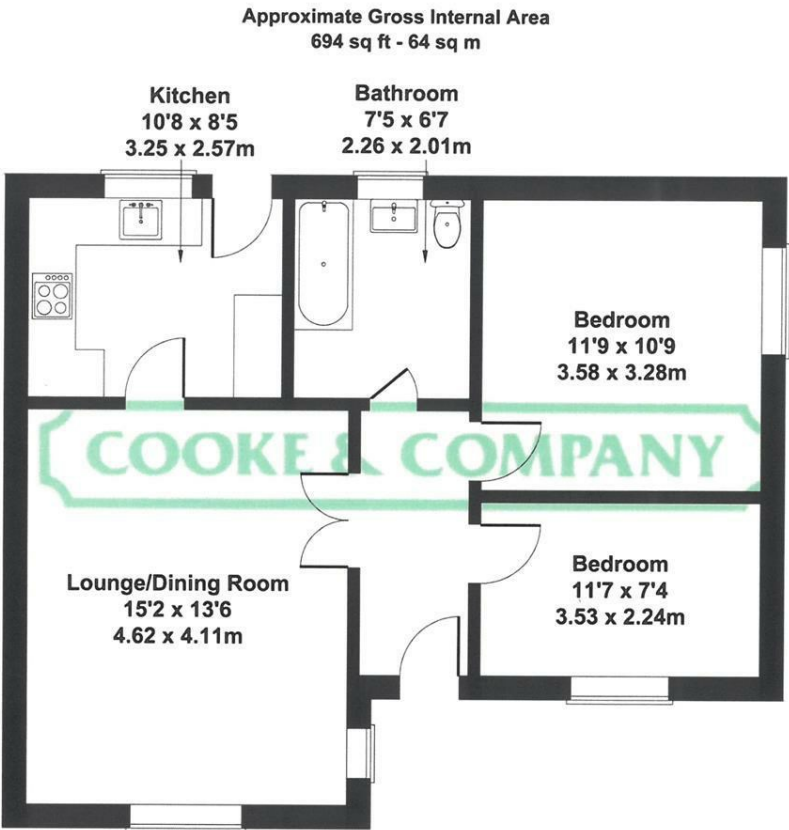 Approximate Gross Internal Area
694 sq ft - 64 sq m
Kitchen
10'8 x 8'5
3.25 x 2.57m
Bathroom
7'5 x 6'7
2.26 x 2.01m
Bedroom
11'9 x 10'9
3.58 x 3.28m
COOKE & COMPANY
Lounge/Dining Room
15'2 x 13'6
4.62 x 4.11m
Bedroom
11'7 x 7'4
3.53 x 2.24m